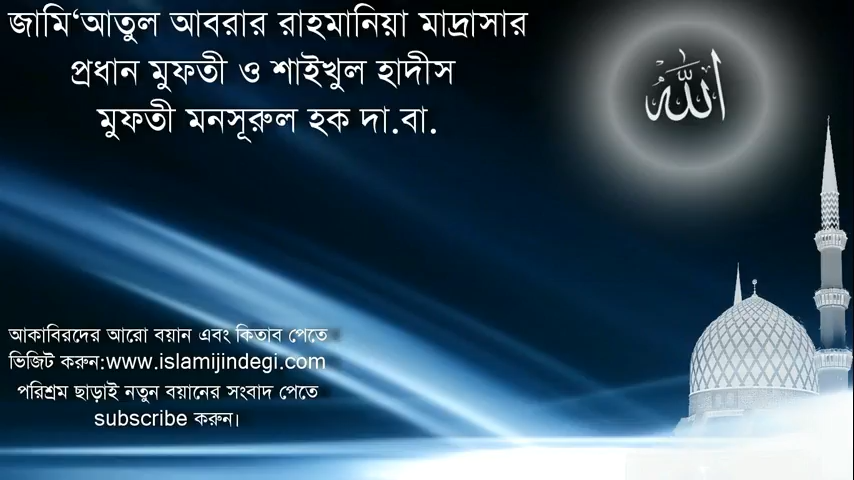 জামি‘আতুল আবরার রাহমানিয়া মাদ্রাসার
প্রধান মুফতী ও শাইখুল হাদীস
মুফতী মনসূরুল হক দা.বা.
الله
আকাবিরদের আরো বয়ান এবং কিতাব পেতে
ভিজিট করুন:www.islamijindegi.com
পরিশ্রম ছাড়াই নতুন বয়ানের সংবাদ পেতে
subscribe করুন।